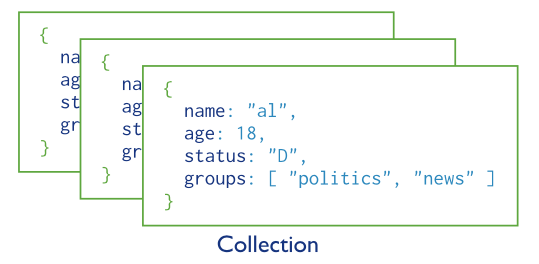 {
na
ag
st
gr
}
{
na
ag
st
gr
}
{
name: "al",
age: 18,
status: "D",
groups: [ "politics", "news" ]
}
Collection